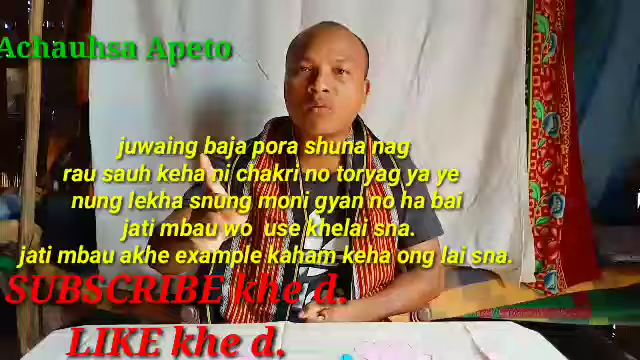 Achauhsa Apeto
juwaing baja pora shuna nag
rau sauh keha ni chakri no toryag ya ye
nung lekha snung moni gyan no ha bai
jati mbau wo use khelai sna.
jati mbau akhe example kaham keha ong lai sna.
SUBSCRIBE khe d.
LIKE khe d.